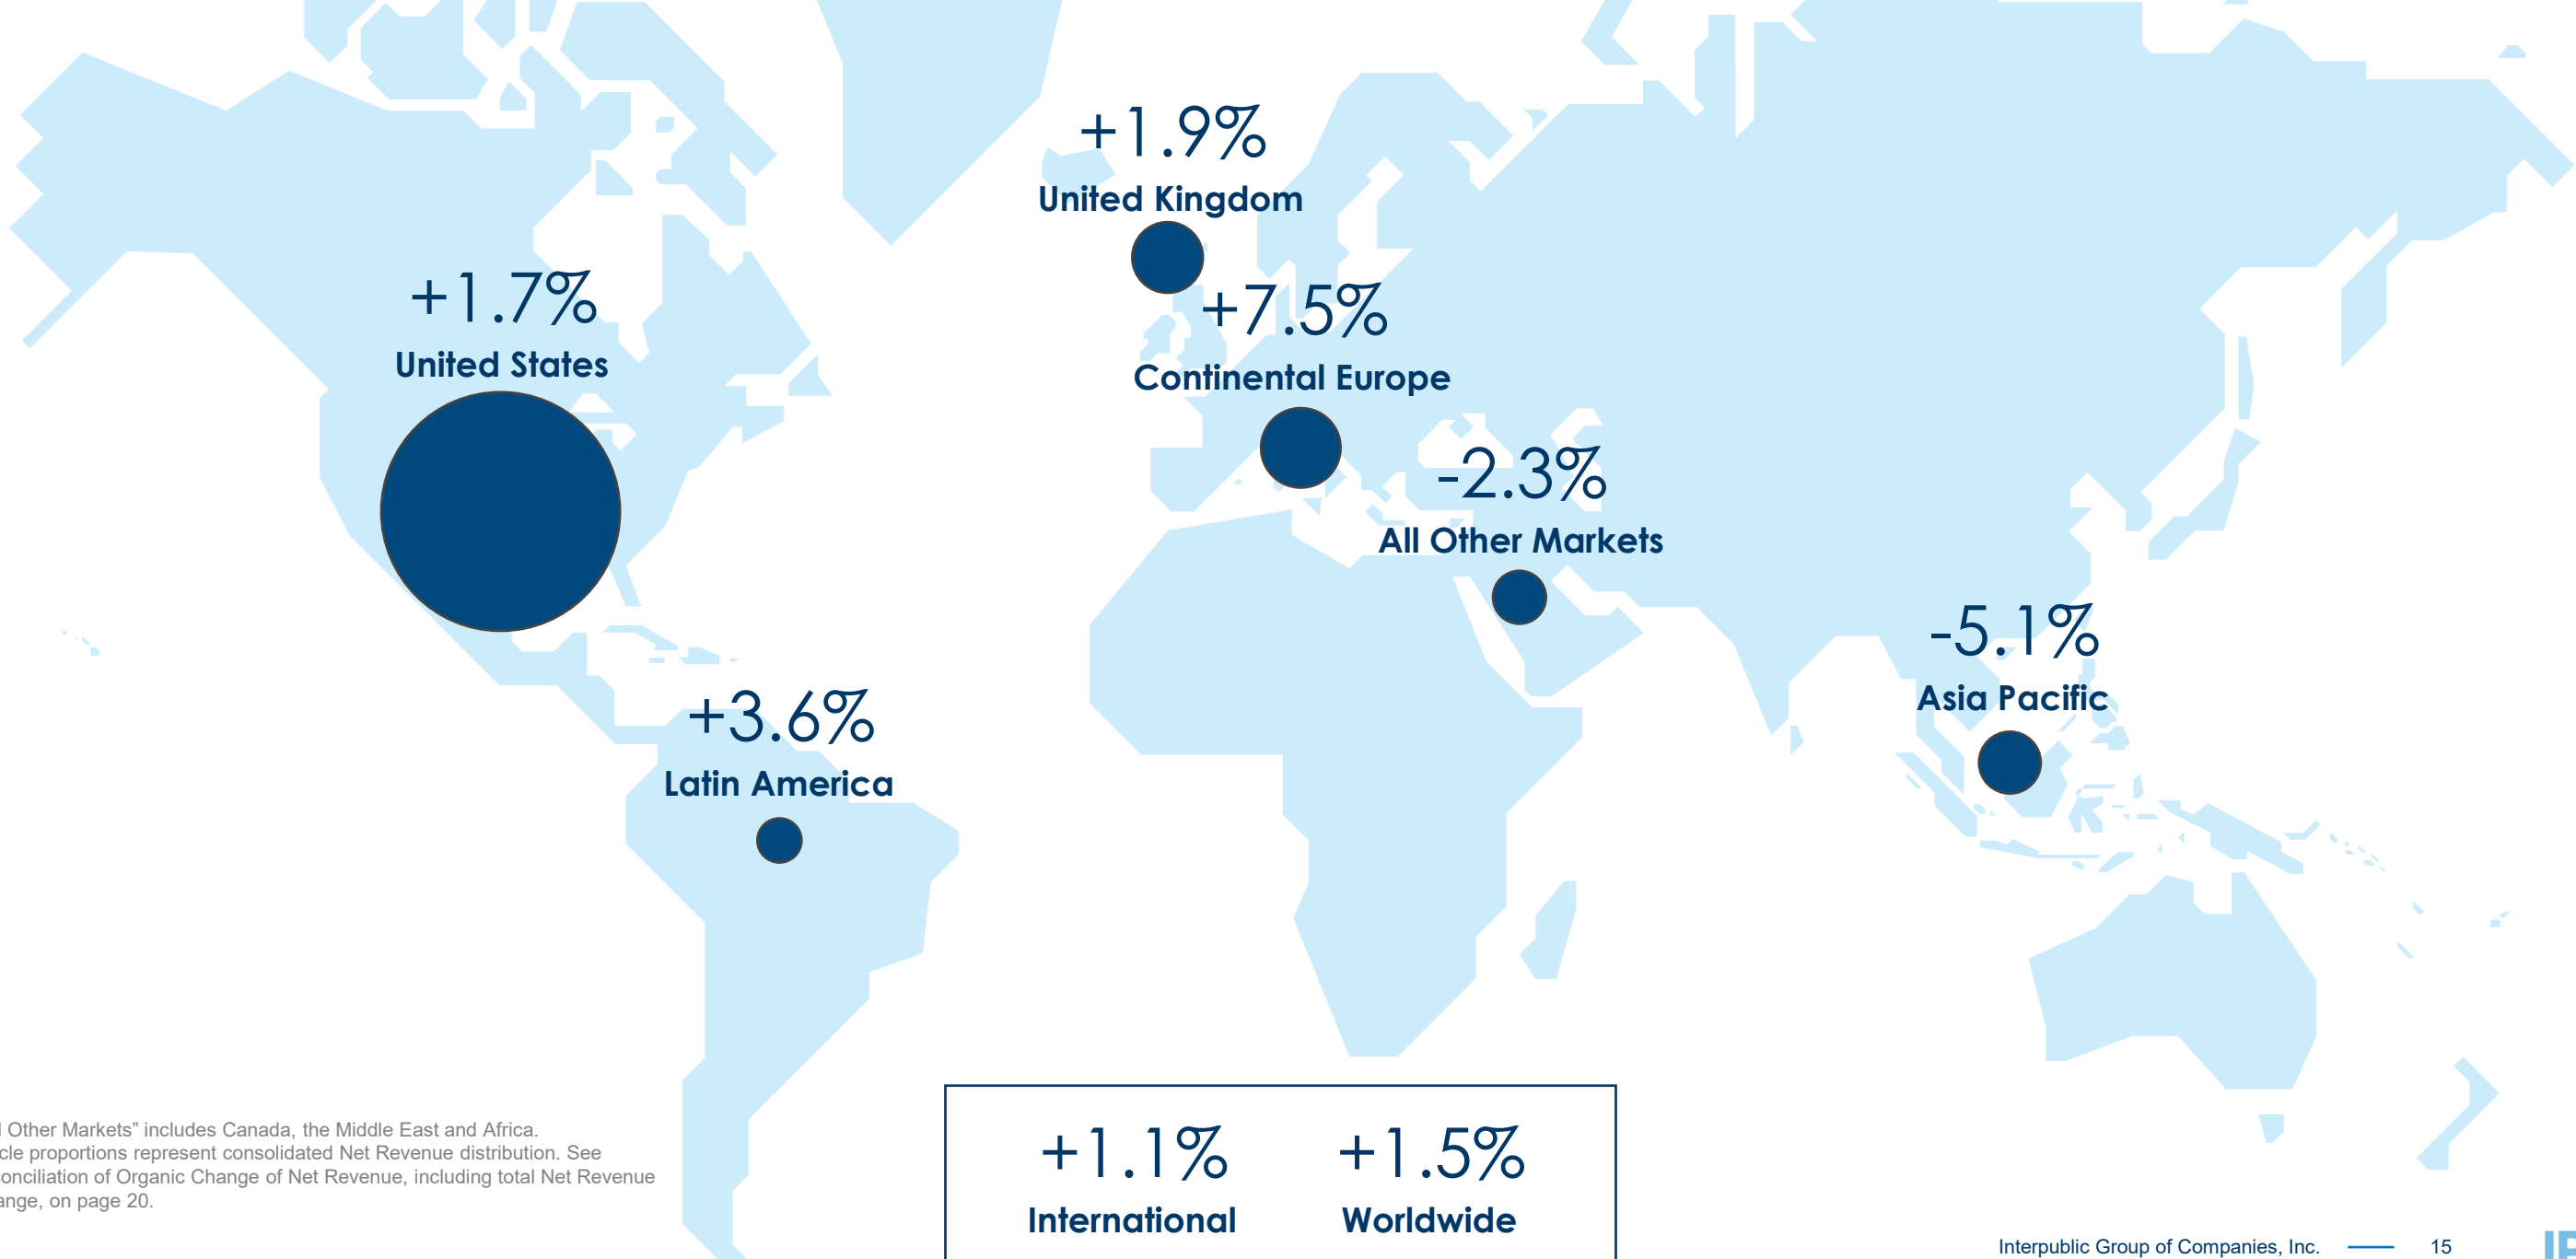 +1.9%
United Kingdom
+1.7%
United States
+7.5%
Continental Europe
-2.3%
All Other Markets
-5.1%
Asia Pacific
+3.6%
Latin America
Other Markets” includes Canada, the Middle East and Africa.
proportions represent consolidated Net Revenue distribution. See
of Organic Change of Net Revenue, including total Net Revenue
on page 20.
+1.1%
International
+1.5%
Worldwide
Interpublic Group of Companies, Inc.
15